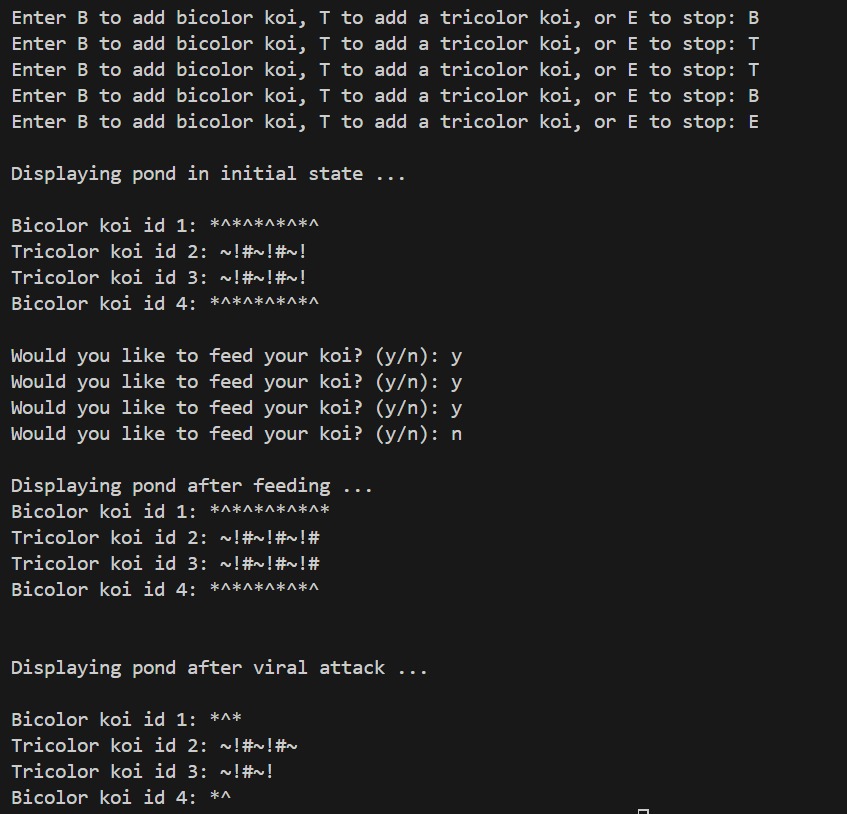 Enter B to add bicolor koi, T to add a tricolor koi, or E to stop: B
Enter B to add bicolor koi, T to add a tricolor koi, or E to stop: T
Enter B to add bicolor koi, T to add a tricolor koi, or E to stop: T
Enter B to add bicolor koi, T to add a tricolor koi, or E to stop: B
Enter B to add bicolor koi, T to add a tricolor koi, or E to stop: E
Displaying pond in initial state ...
Bicolor koi id 1: *^*^*^*^*^
Tricolor koi id 2: ~!#~!#~!
Tricolor koi id 3: ~!#~!#~!
Bicolor koi id 4: *^*^*^*^*^
Would you like to feed your koi? (y/n): y
Would you like to feed your koi? (y/n): y
Would you like to feed your koi? (y/n): y
Would you like to feed your koi? (y/n): n
Displaying pond after feeding ...
Bicolor koi id 1: *^*^*^*^*^*
Tricolor koi id 2: ~!#~!#~!#
Tricolor koi id 3: ~!#~!#~!#
Bicolor koi id 4: *^*^*^*^*^
Displaying pond after viral attack ...
Bicolor koi id 1: *^*
Tricolor koi id 2: ~!#~!#~
Tricolor koi id 3: ~!#~!
Bicolor koi id 4: *^